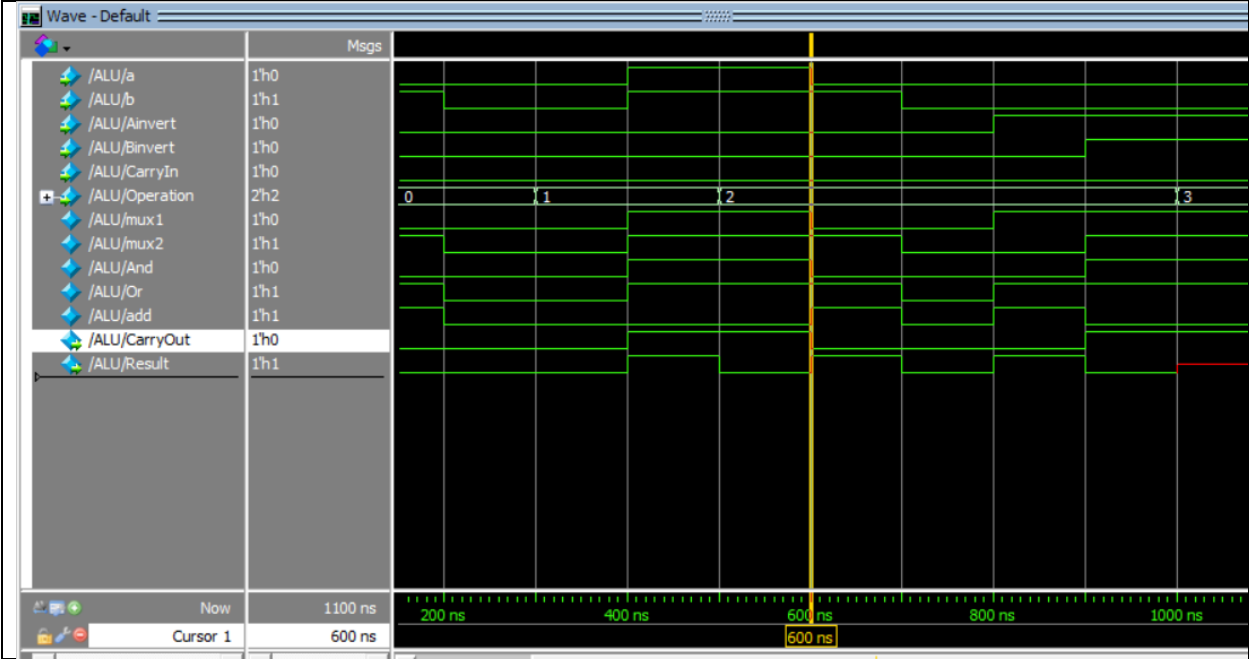 Wave - Default
Msgs
/ALU/a 1'h0
/ALU/b 1'h1
/ALU/Ainvert 1'h0
/ALU/Binvert 1'h0
/ALU/CarryIn 1'h0
/ALU/Operation 2'h2 0 1 2 3
/ALU/mux1 1'h0
/ALU/mux2 1'h1
/ALU/And 1'h0
/ALU/Or 1'h1
/ALU/add 1'h1
/ALU/CarryOut 1'h0
/ALU/Result 1'h1
Now 1100 ns 200 ns 400 ns 600 ns 800 ns 1000 ns
Cursor 1 600 ns 600 ns